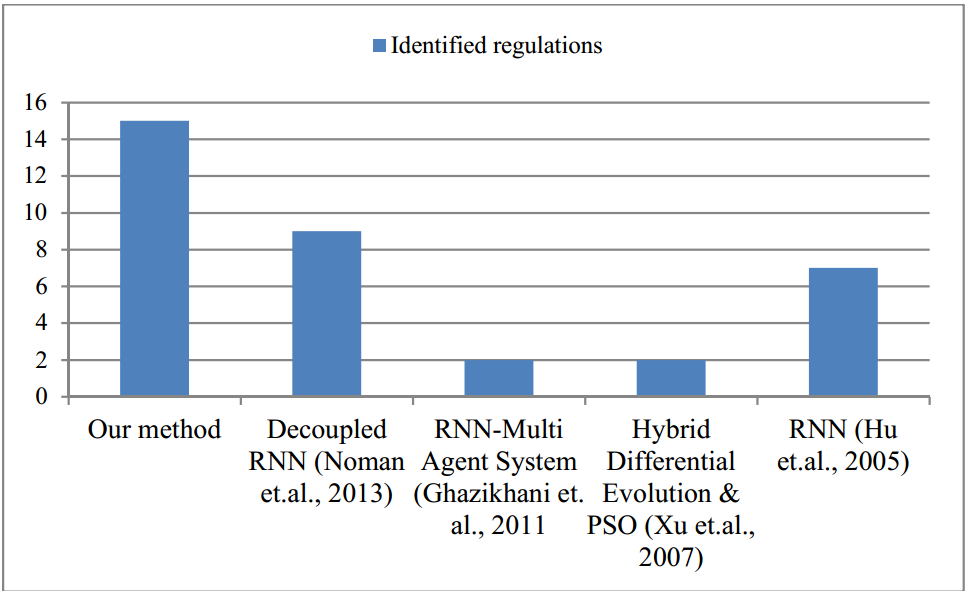 Identified regulations
16
14
12
10
8
6
4
2
0
Our method
Decoupled
RNN (Noman
et.al., 2013)
RNN-Multi
Agent System
(Ghazikhani et.
al., 2011
Hybrid
Differential
Evolution &
PSO (Xu et.al.,
2007)
RNN (Hu
et.al., 2005)